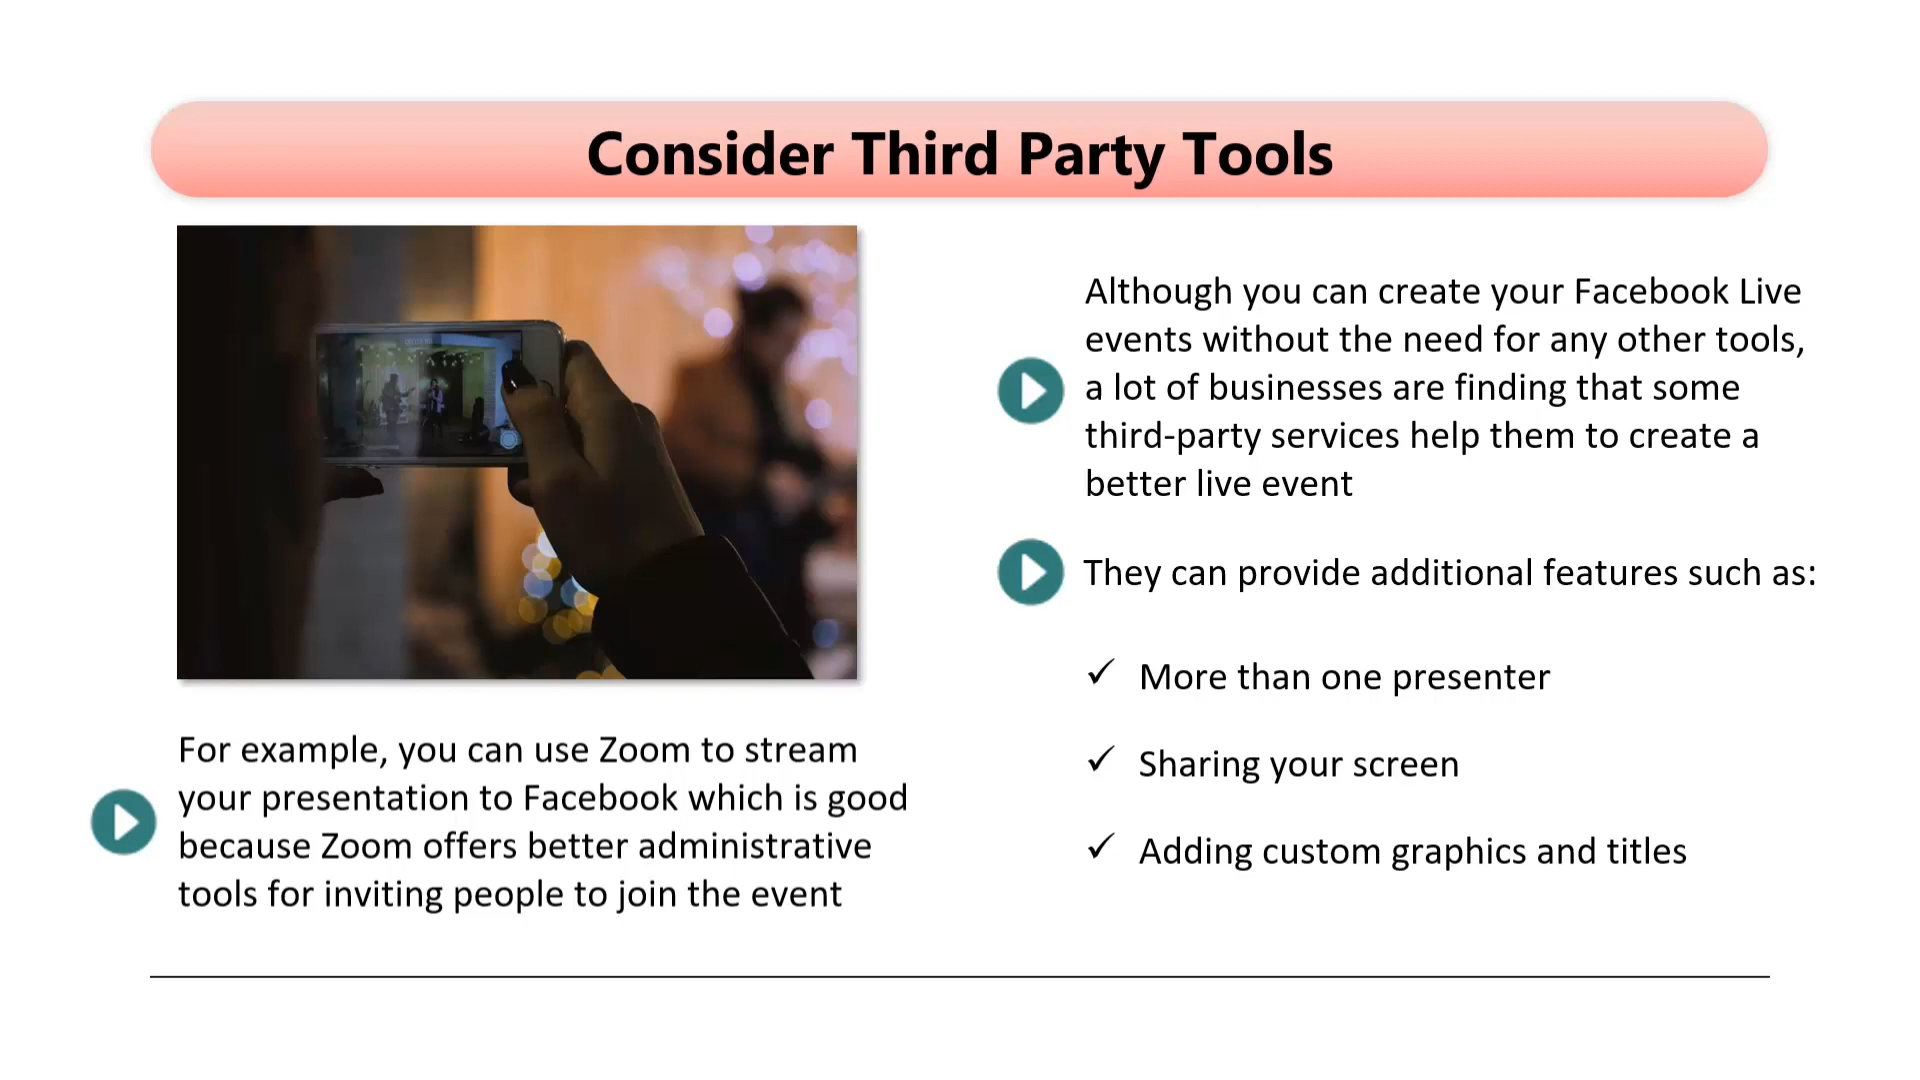 Consider Third Party Tools
Although you can create your Facebook Live
events without the need for any other tools,
a lot of businesses are finding that some
third-party services help them to create a
better live event
They can provide additional features such as:
✓ More than one presenter
✓ Sharing your screen
✓ Adding custom graphics and titles
For example, you can use Zoom to stream
your presentation to Facebook which is good
because Zoom offers better administrative
tools for inviting people to join the event